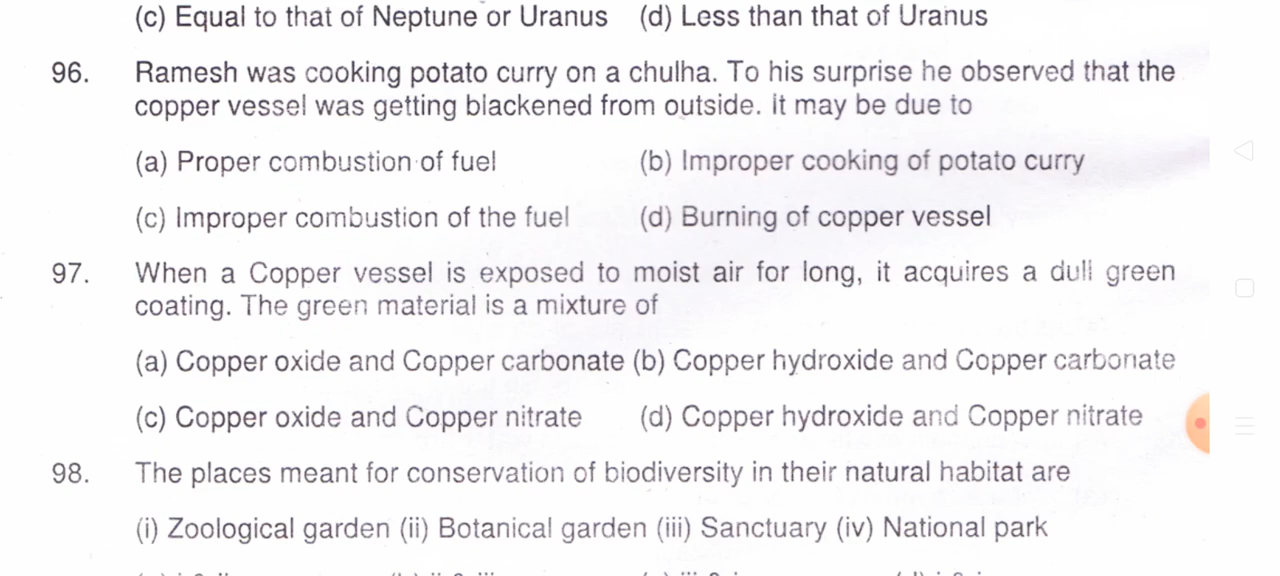 (c) Equal to that of Neptune or Uranus (d) Less than that of Uranus
96. Ramesh was cooking potato curry on a chulha. To his surprise he observed that the
copper vessel was getting blackened from outside. It may be due to
(a) Proper combustion of fuel (b) Improper cooking of potato curry
(c) Improper combustion of the fuel (d) Burning of copper vessel
97. When a Copper vessel is exposed to moist air for long, it acquires a dull green
coating. The green material is a mixture of
(a) Copper oxide and Copper carbonate (b) Copper hydroxide and Copper carbonate
(c) Copper oxide and Copper nitrate (d) Copper hydroxide and Copper nitrate
98. The places meant for conservation of biodiversity in their natural habitat are
(i) Zoological garden (ii) Botanical garden (iii) Sanctuary (iv) National park